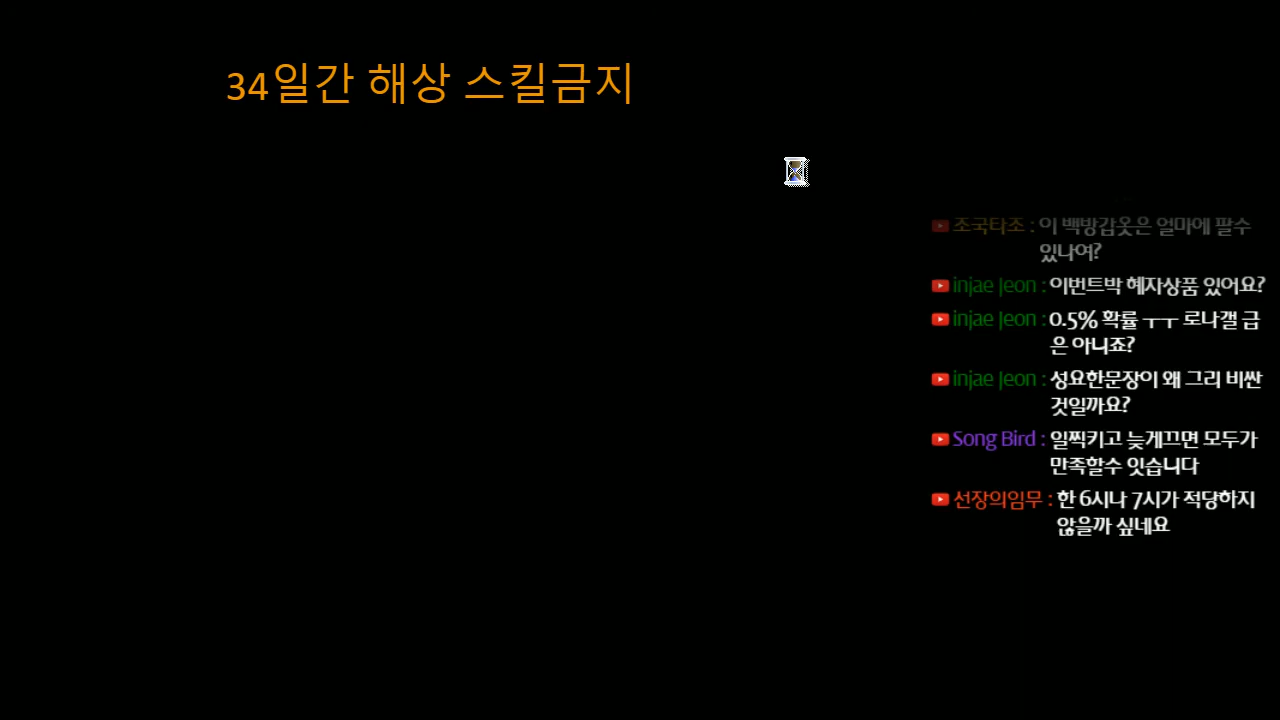 34일간 해상 스킬금지
조국타조 : 이 백방갑옷은 얼마에 팔수
있나여?
injae Jeon : 이번트박 혜자상품 있어요?
injae Jeon : 0.5% 확률 ㅜㅜ 로나갤 급
은 아니죠?
injae Jeon : 성요한문장이 왜 그리 비싼
것일까요?
Song Bird : 일찍키고 늦게끄면 모두가
만족할수 잇습니다
선장의임무 : 한 6시나 7시가 적당하지
않을까 싶네요